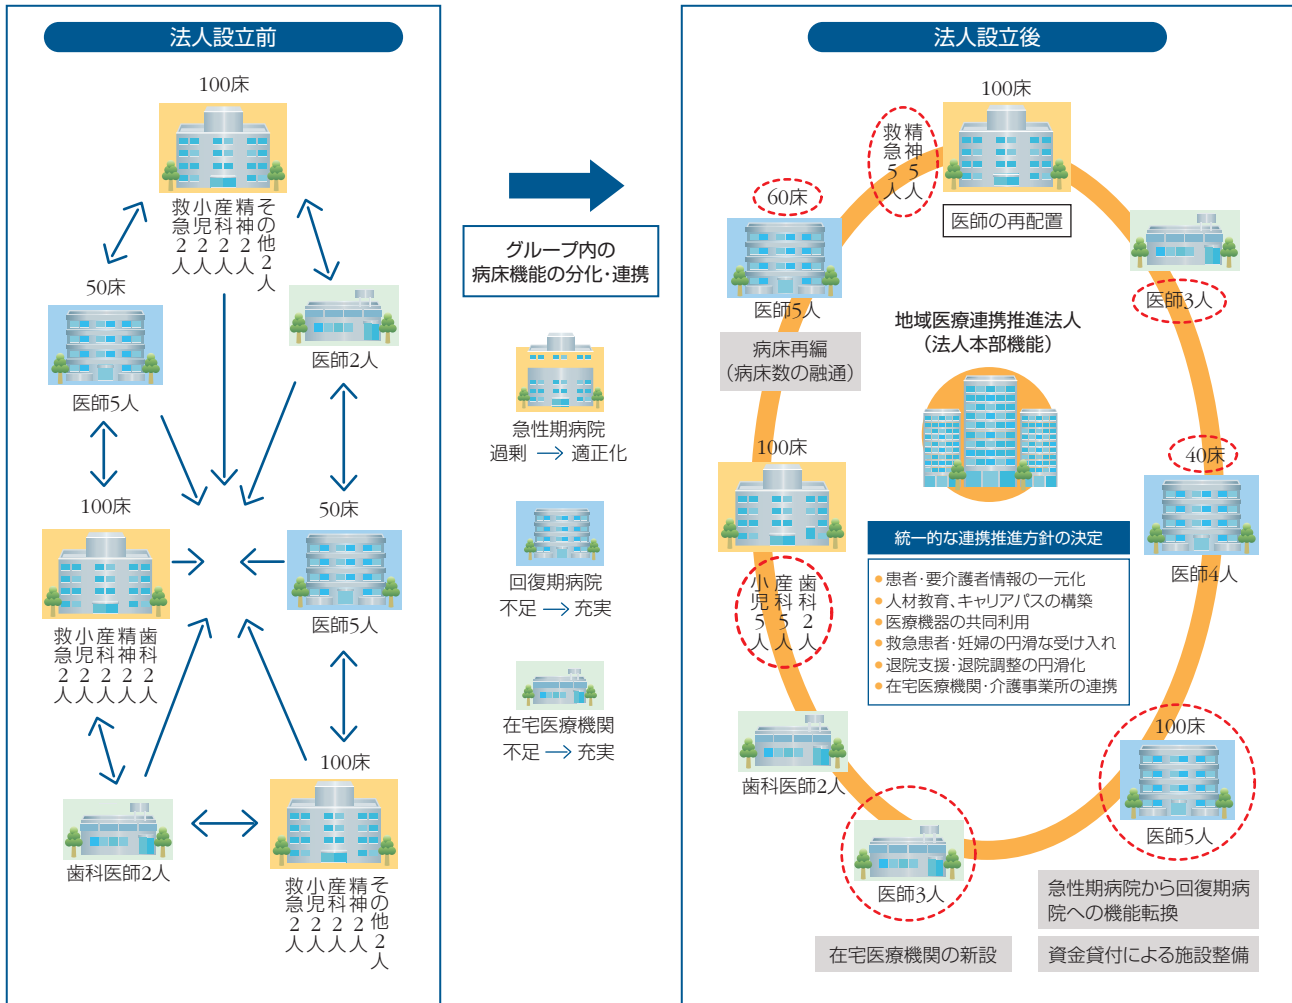 法人設立前
100床
救急2人
小児2人
産科2人
精神2人
その他2人
50床
医師5人
医師2人
100床
救急2人
小児2人
産科2人
精神2人
歯科2人
50床
医師5人
歯科医師2人
100床
救急2人
小児2人
産科2人
精神2人
その他2人
グループ内の
病床機能の分化・連携
急性期病院
過剰 → 適正化
回復期病院
不足 → 充実
在宅医療機関
不足 → 充実
法人設立後
100床
救急5人
精神5人
医師の再配置
60床
医師5人
病床再編
（病床数の融通）
医師3人
地域医療連携推進法人
（法人本部機能）
100床
小児5人
産科5人
歯科2人
40床
医師4人
統一的な連携推進方針の決定
●患者・要介護者情報の一元化
●人材教育、キャリアパスの構築
●医療機器の共同利用
●救急患者・妊婦の円滑な受け入れ
●退院支援・退院調整の円滑化
●在宅医療機関・介護事業所の連携
歯科医師2人
医師3人
在宅医療機関の新設
100床
医師5人
急性期病院から回復期病
院への機能転換
資金貸付による施設整備